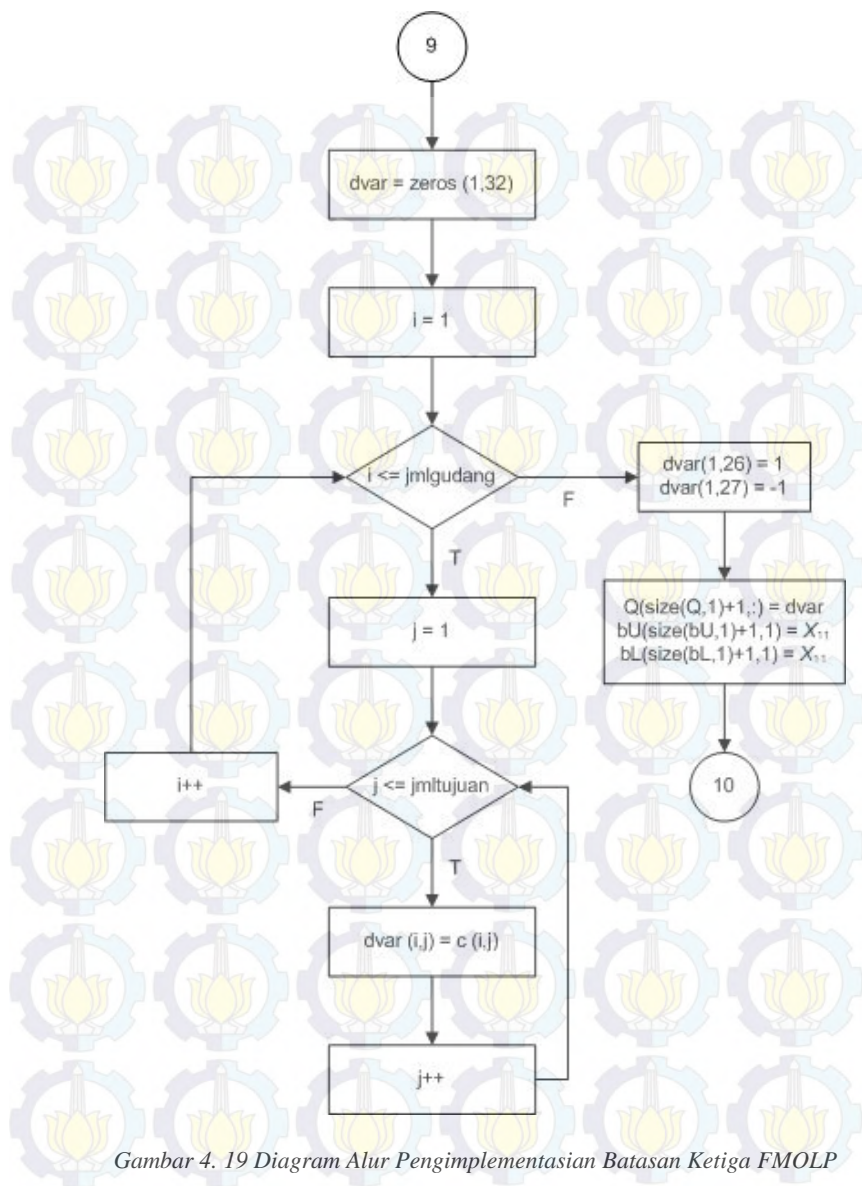 9
dvar = zeros (1,32)
i = 1
i <= jmlgudang
F
T
dvar(1,26) = 1
dvar(1,27) = -1
j = 1
Q(size(Q,1)+1,:) = dvar
bU(size(bU,1)+1,1) = X₁₁
bL(size(bL,1)+1,1) = X₁₁
i++
j <= jmltujuan
F
T
10
dvar (i,j) = c (i,j)
j++
Gambar 4. 19 Diagram Alur Pengimplementasian Batasan Ketiga FMOLP